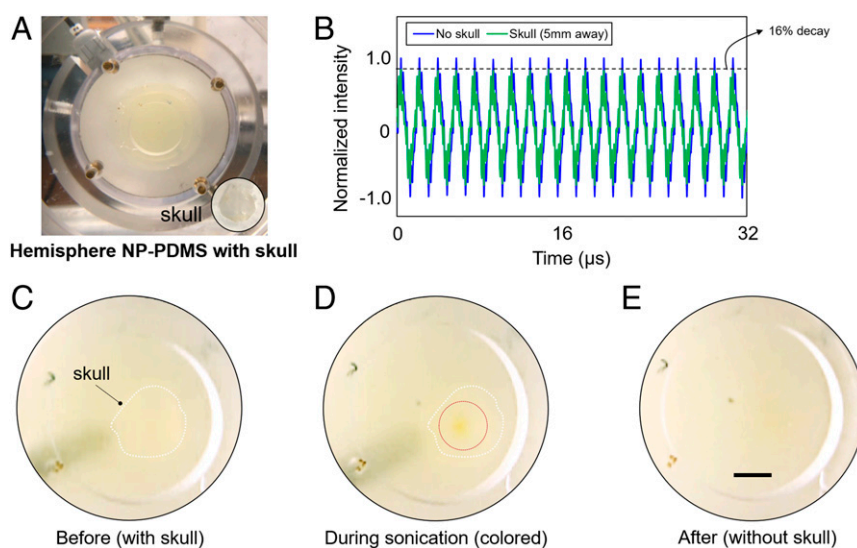 A
skull
Hemisphere NP-PDMS with skull
B
No skull
Skull (5mm away)
16% decay
Normalized intensity
1.0
0
-1.0
0
16
32
Time (μs)
C
skull
Before (with skull)
D
During sonication (colored)
E
After (without skull)